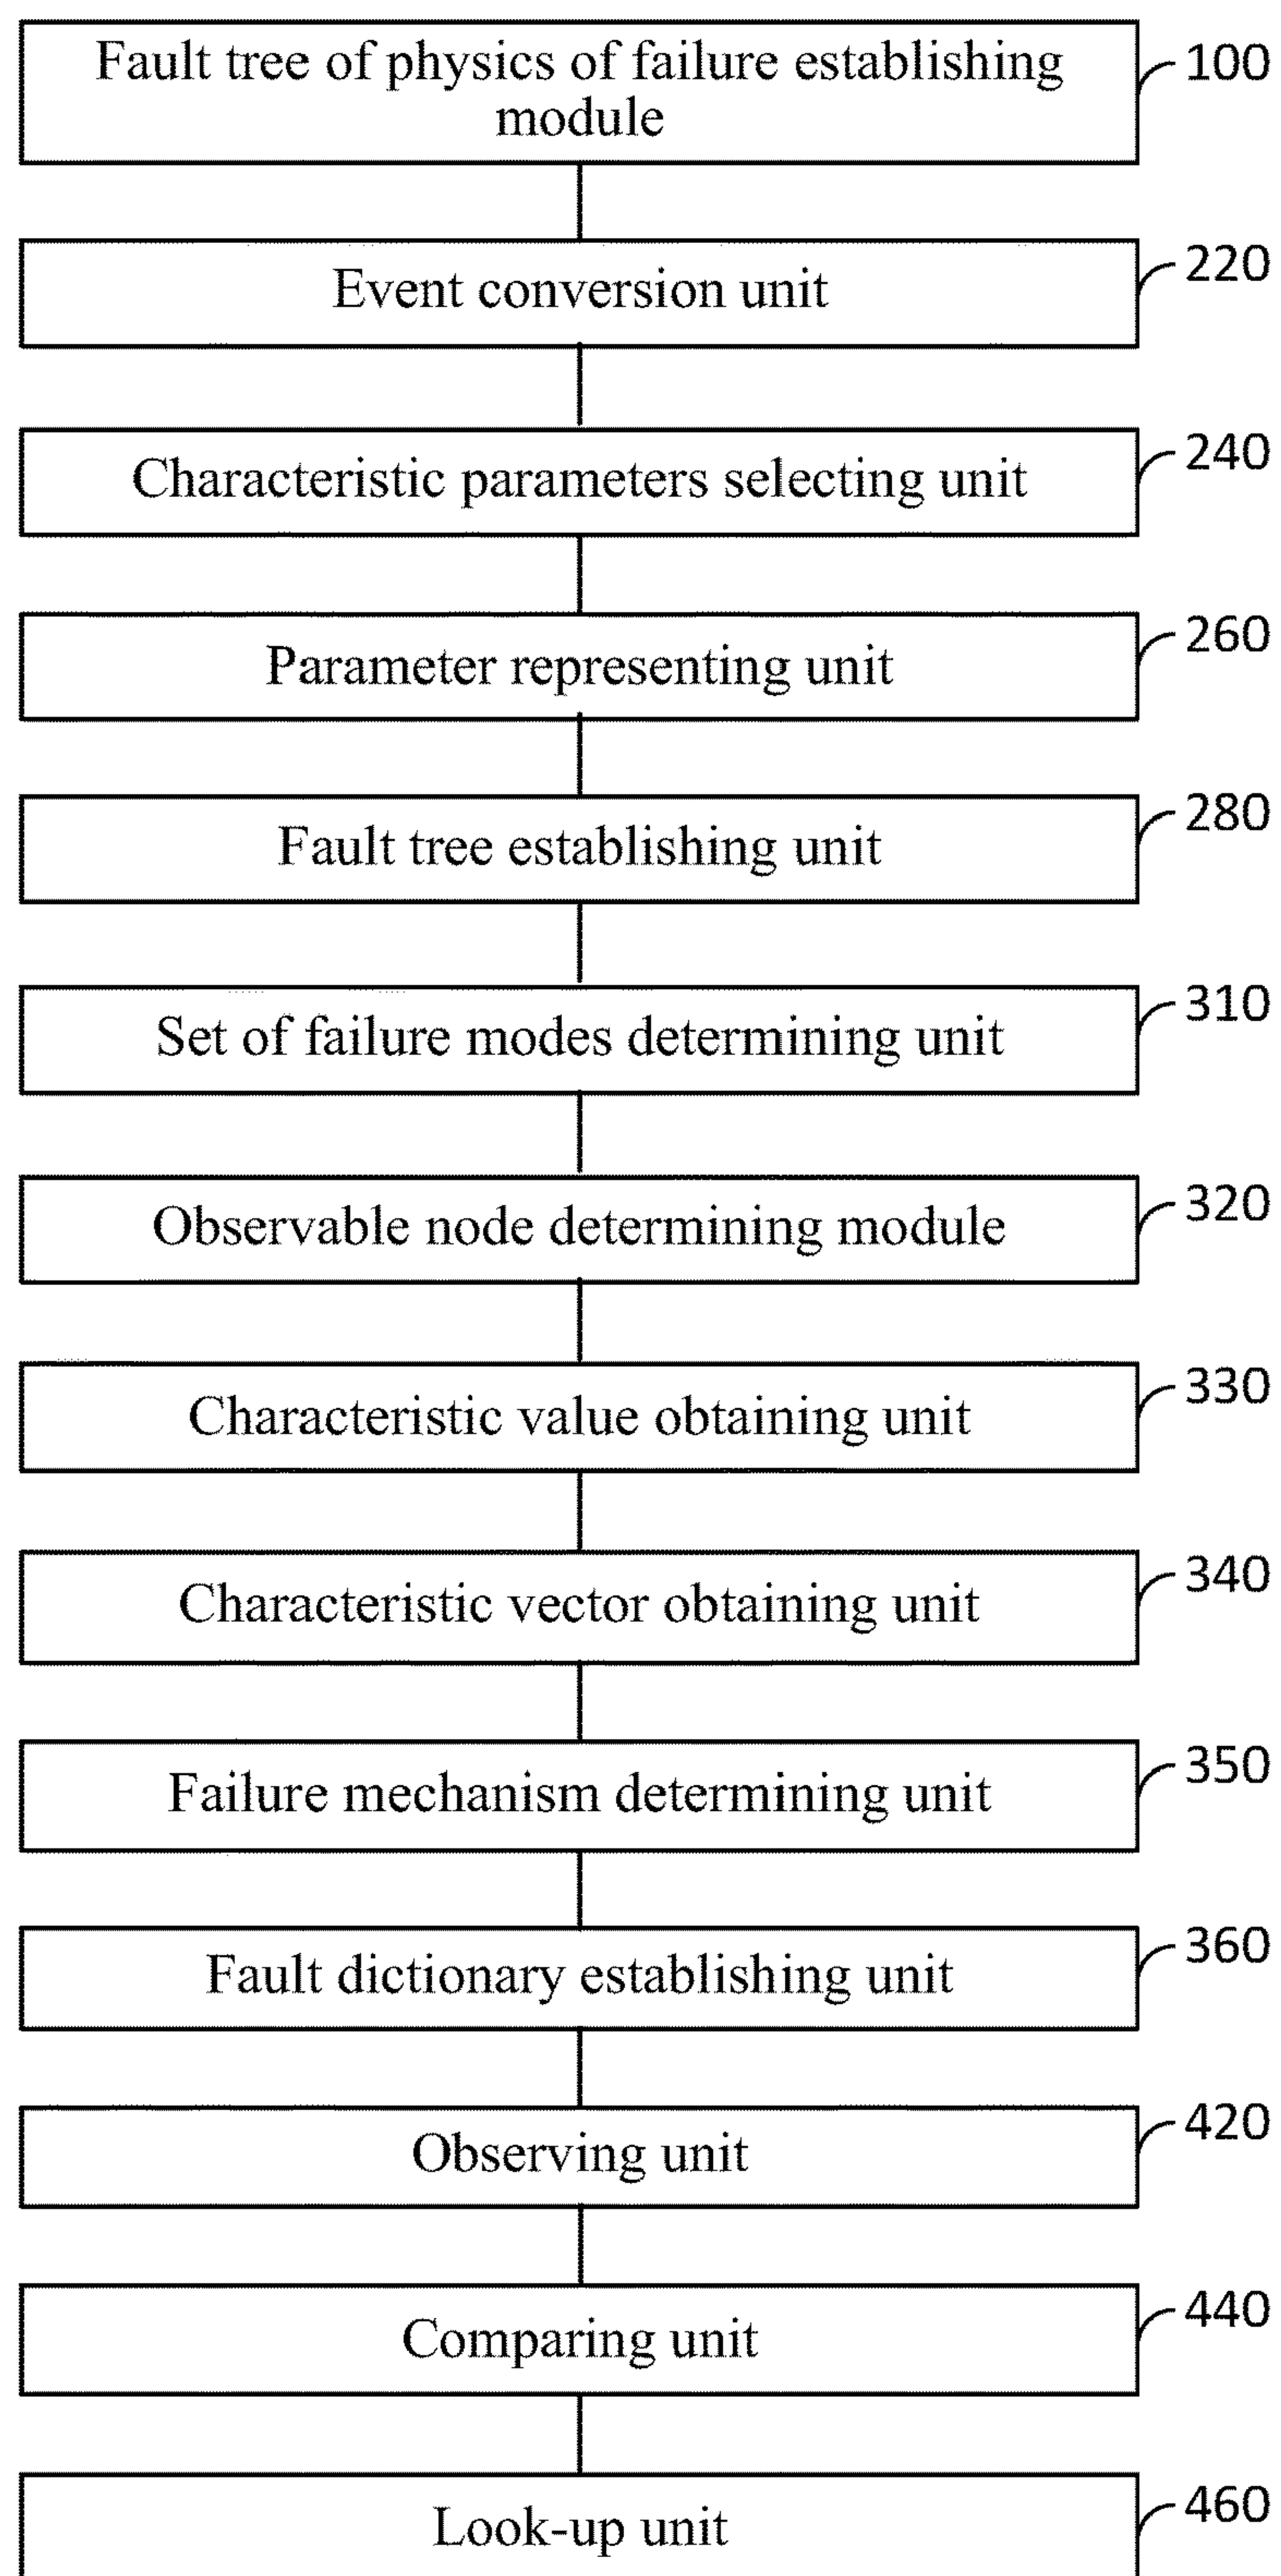 Fault tree of physics of failure establishing
module
100
Event conversion unit
220
Characteristic parameters selecting unit
240
Parameter representing unit
260
Fault tree establishing unit
280
Set of failure modes determining unit
310
Observable node determining module
320
Characteristic value obtaining unit
330
Characteristic vector obtaining unit
340
Failure mechanism determining unit
350
Fault dictionary establishing unit
360
Observing unit
420
Comparing unit
440
Look-up unit
460